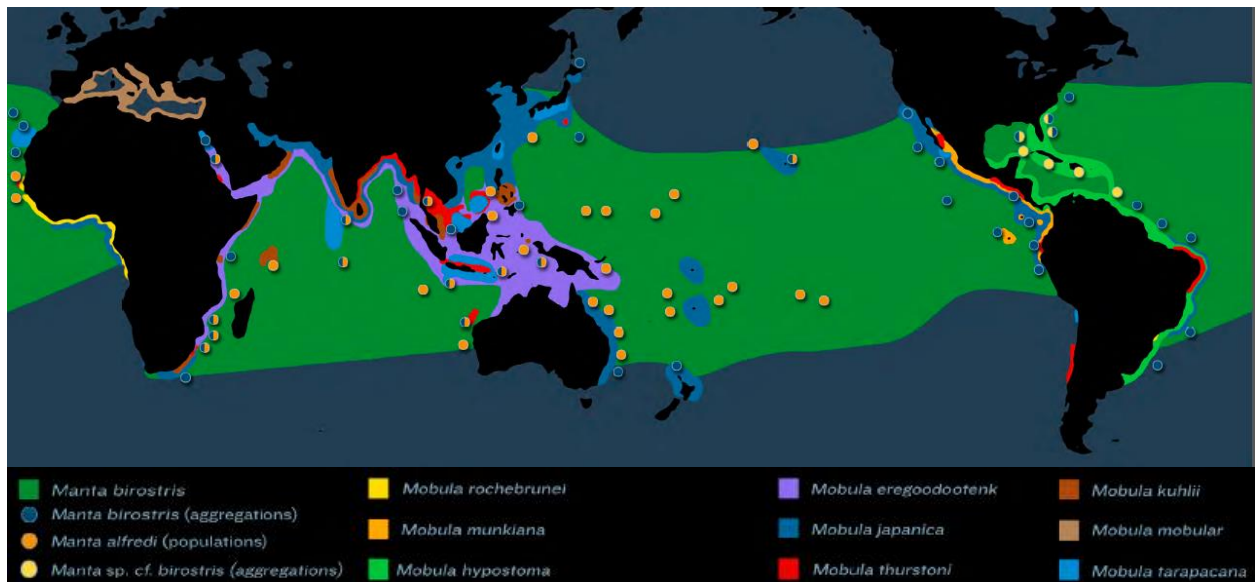 Manta birostris
Manta birostris (aggregations)
Manta alfredi (populations)
Manta sp. cf. birostris (aggregations)
Mobula rochebrunei
Mobula munkiana
Mobula hypostoma
Mobula eregoodootenk
Mobula japanica
Mobula thurstoni
Mobula kuhlii
Mobula mobular
Mobula tarapacana